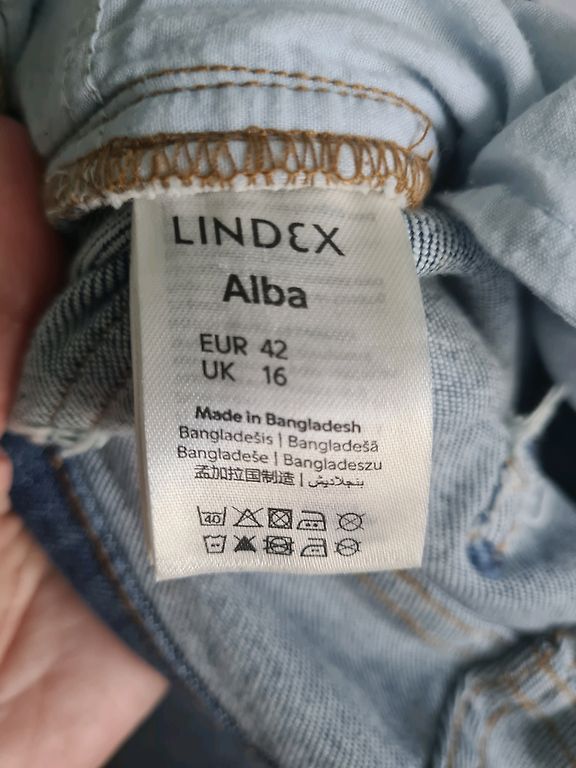 LINDEX
Alba
EUR 42
UK 16
Made in Bangladesh
Bangladešis | Bangladešā
Bangladeše | Bangladeszu
孟加拉国制造 | بنجلاديش
40